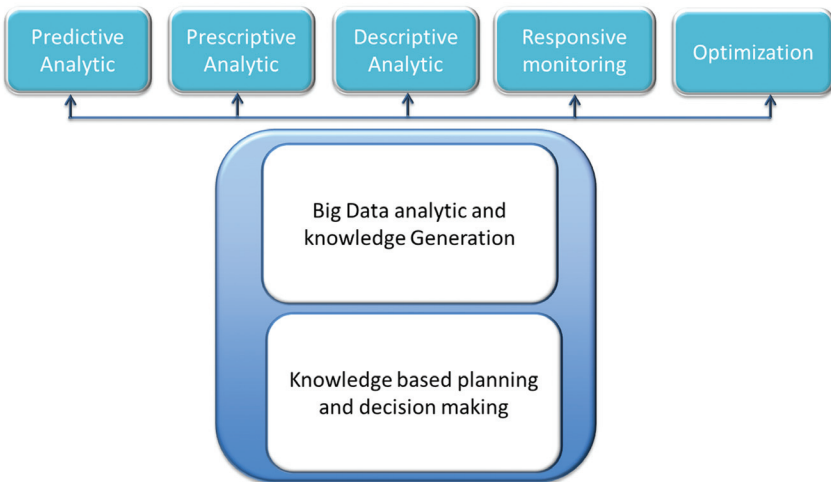 Predictive
Analytic
Prescriptive
Analytic
Descriptive
Analytic
Responsive
monitoring
Optimization
Big Data analytic and
knowledge Generation
Knowledge based planning
and decision making